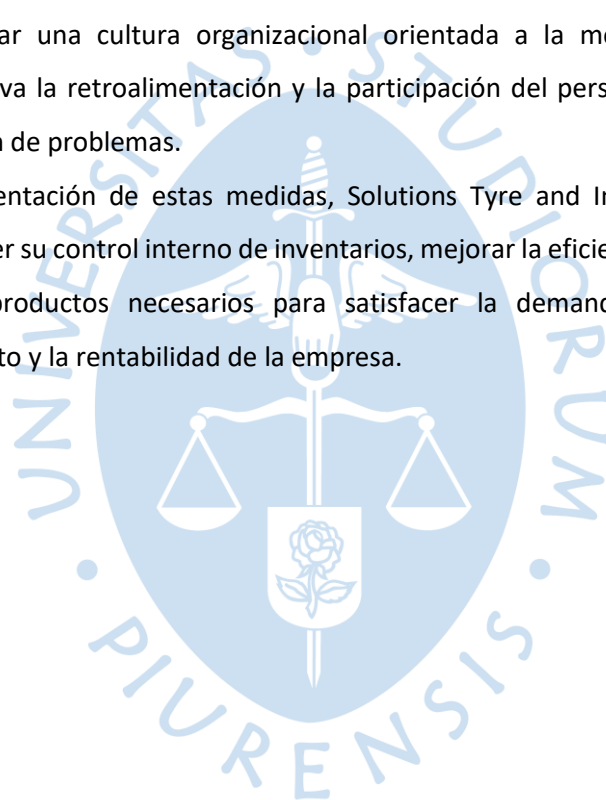 ar una cultura organizacional orientada a la me
va la retroalimentación y la participación del pers
de problemas.
entación de estas medidas, Solutions Tyre and In
er su control interno de inventarios, mejorar la eficie
productos necesarios para satisfacer la demand
to y la rentabilidad de la empresa.
UNIVERSITAS • STUDIORUM • PIURENSIS •